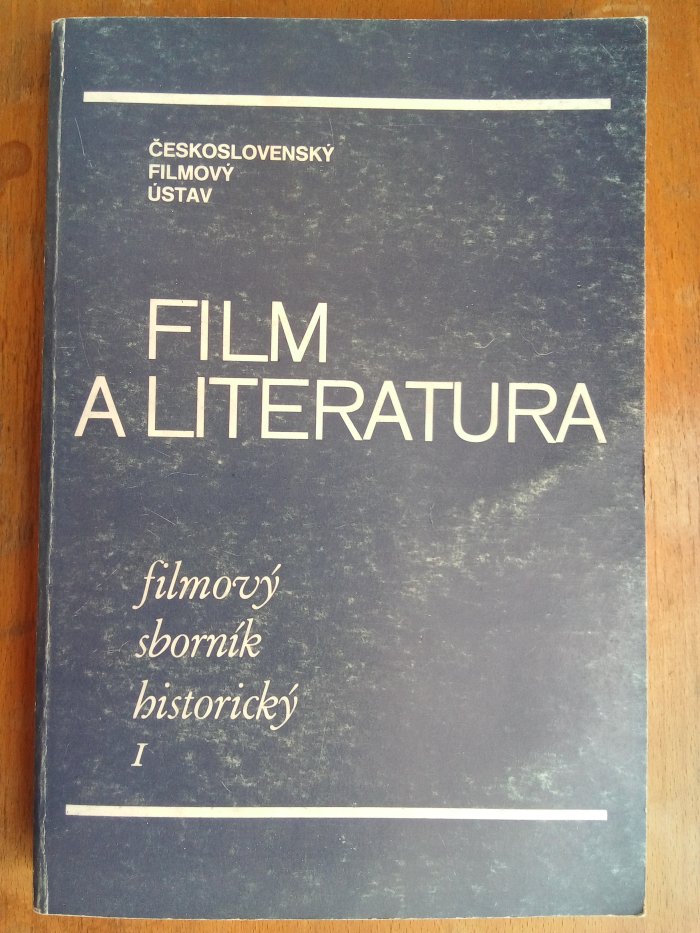 ČESKOSLOVENSKÝ
FILMOVÝ
ÚSTAV
FILM
A LITERATURA
filmový
sborník
historický
I